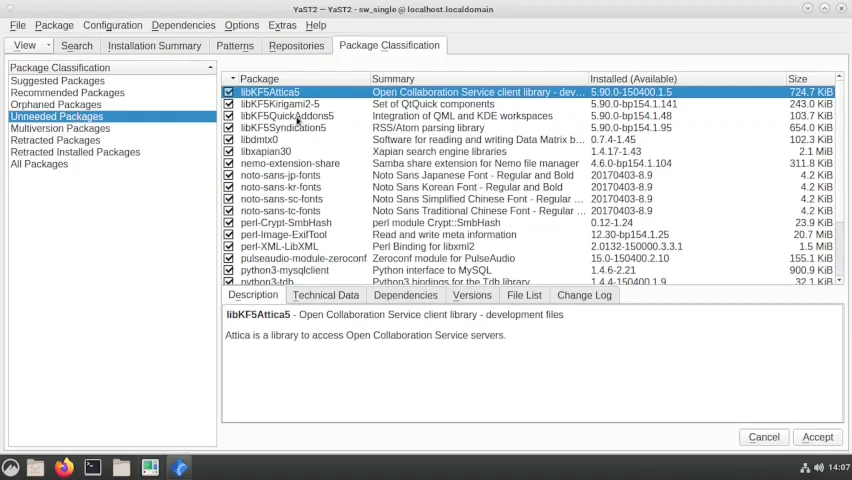 YaST2 - YaST2 - sw_single @ localhost.localdomain
File Package Configuration Dependencies Options Extras Help
View Search Installation Summary Patterns Repositories Package Classification
Package Classification
Suggested Packages
Recommended Packages
Orphaned Packages
Unneeded Packages
Multiversion Packages
Retracted Packages
Retracted Installed Packages
All Packages
Package Summary Installed (Available) Size
libKF5Attica5 Open Collaboration Service client library - dev... 5.90.0-150400.1.5 724.7 KiB
libKF5Kirigami2-5 Set of QtQuick components 5.90.0-bp154.1.141 243.0 KiB
libKF5QuickAddons5 Integration of QML and KDE workspaces 5.90.0-bp154.1.48 103.7 KiB
libKF5Syndication5 RSS/Atom parsing library 5.90.0-bp154.1.95 654.0 KiB
libdmtx0 Software for reading and writing Data Matrix b... 0.7.4-1.45 102.3 KiB
libxapian30 Xapian search engine libraries 1.4.17-1.43 2.1 MiB
nemo-extension-share Samba share extension for Nemo file manager 4.6.0-bp154.1.104 311.8 KiB
noto-sans-jp-fonts Noto Sans Japanese Font - Regular and Bold 20170403-8.9 4.2 KiB
noto-sans-kr-fonts Noto Sans Korean Font - Regular and Bold 20170403-8.9 4.2 KiB
noto-sans-sc-fonts Noto Sans Simplified Chinese Font - Regular ... 20170403-8.9 4.2 KiB
noto-sans-tc-fonts Noto Sans Traditional Chinese Font - Regular ... 20170403-8.9 4.2 KiB
perl-Crypt-SmbHash perl module Crypt::SmbHash 0.12-1.24 23.9 KiB
perl-Image-ExifTool Read and write meta information 12.30-bp154.1.25 20.7 MiB
perl-XML-LibXML Perl Binding for libxml2 2.0132-150000.3.3.1 1.5 MiB
pulseaudio-module-zeroconf Zeroconf module for PulseAudio 15.0-150400.2.10 155.1 KiB
python3-mysqlclient Python interface to MySQL 1.4.6-2.21 900.9 KiB
python3-tdb Python3 bindings for the Tdb library 1.4.4-150400.1.9 32.1 KiB
Description Technical Data Dependencies Versions File List Change Log
libKF5Attica5 - Open Collaboration Service client library - development files
Attica is a library to access Open Collaboration Service servers.
Cancel Accept
14:07